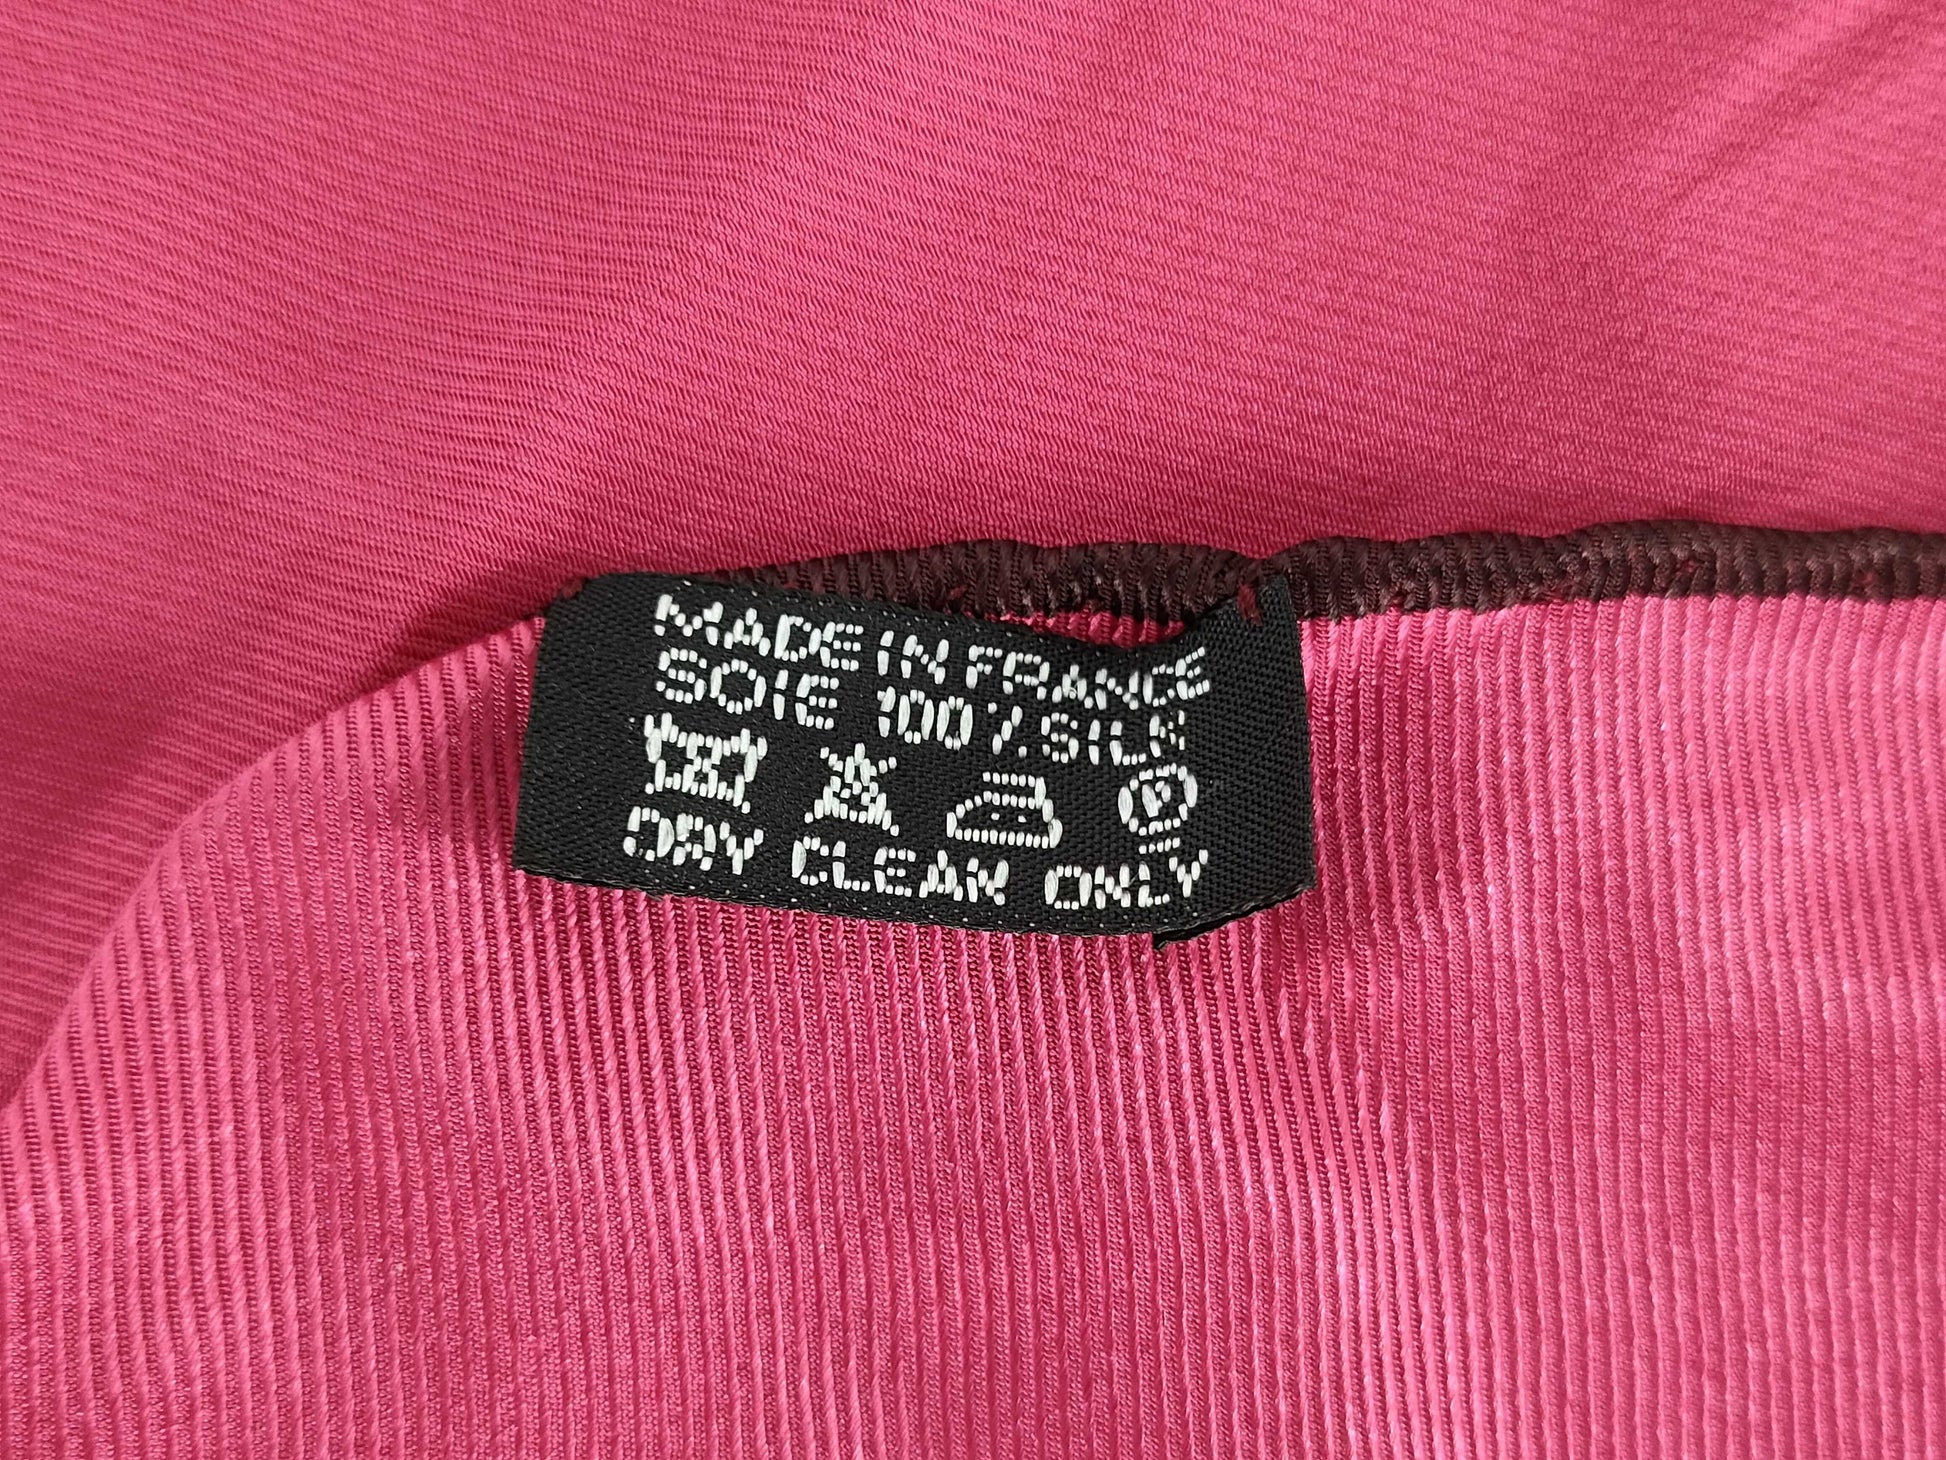 MADE IN FRANCE
SOIE 100% SILK
P
DRY CLEAN ONLY